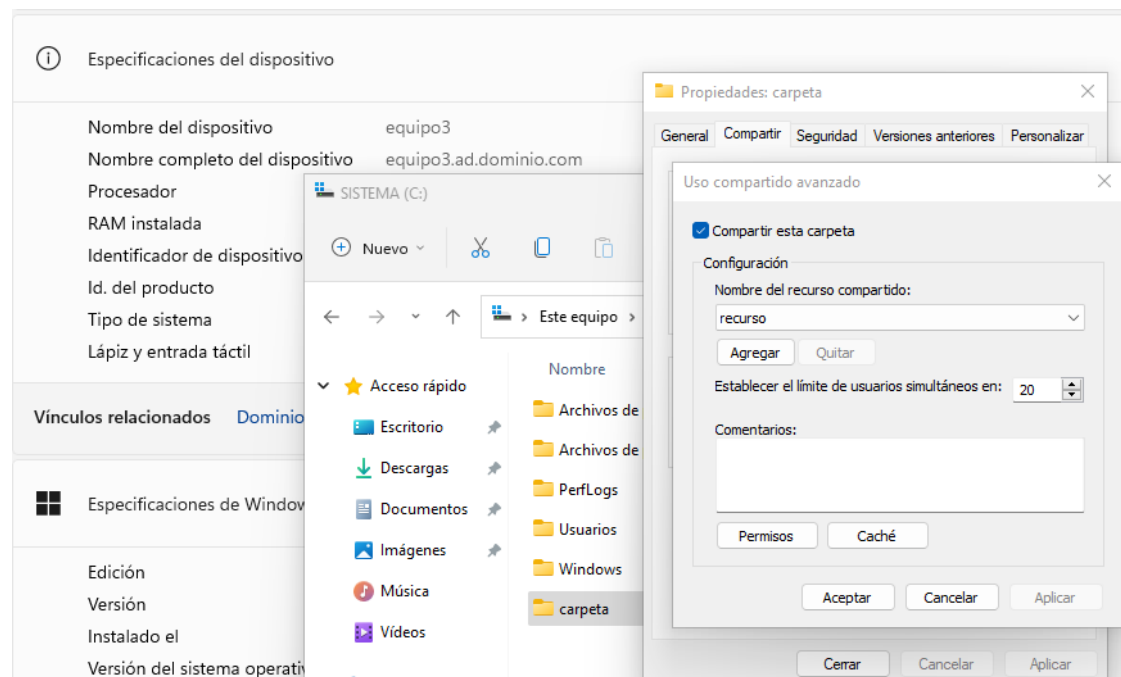 Especificaciones del dispositivo
Nombre del dispositivo equipo3
Nombre completo del dispositivo equipo3.ad.dominio.com
Procesador
RAM instalada
Identificador de dispositivo
Id. del producto
Tipo de sistema
Lápiz y entrada táctil
Vínculos relacionados Dominio
Especificaciones de Window
Edición
Versión
Instalado el
Versión del sistema operativ
SISTEMA (C:)
Nuevo
Este equipo
Acceso rápido
Escritorio
Descargas
Documentos
Imágenes
Música
Vídeos
Nombre
Archivos de
Archivos de
PerfLogs
Usuarios
Windows
carpeta
Propiedades: carpeta
General Compartir Seguridad Versiones anteriores Personalizar
Uso compartido avanzado
Compartir esta carpeta
Configuración
Nombre del recurso compartido:
recurso
Agregar Quitar
Establecer el límite de usuarios simultáneos en: 20
Comentarios:
Permisos Caché
Aceptar Cancelar Aplicar
Cerrar Cancelar Aplicar